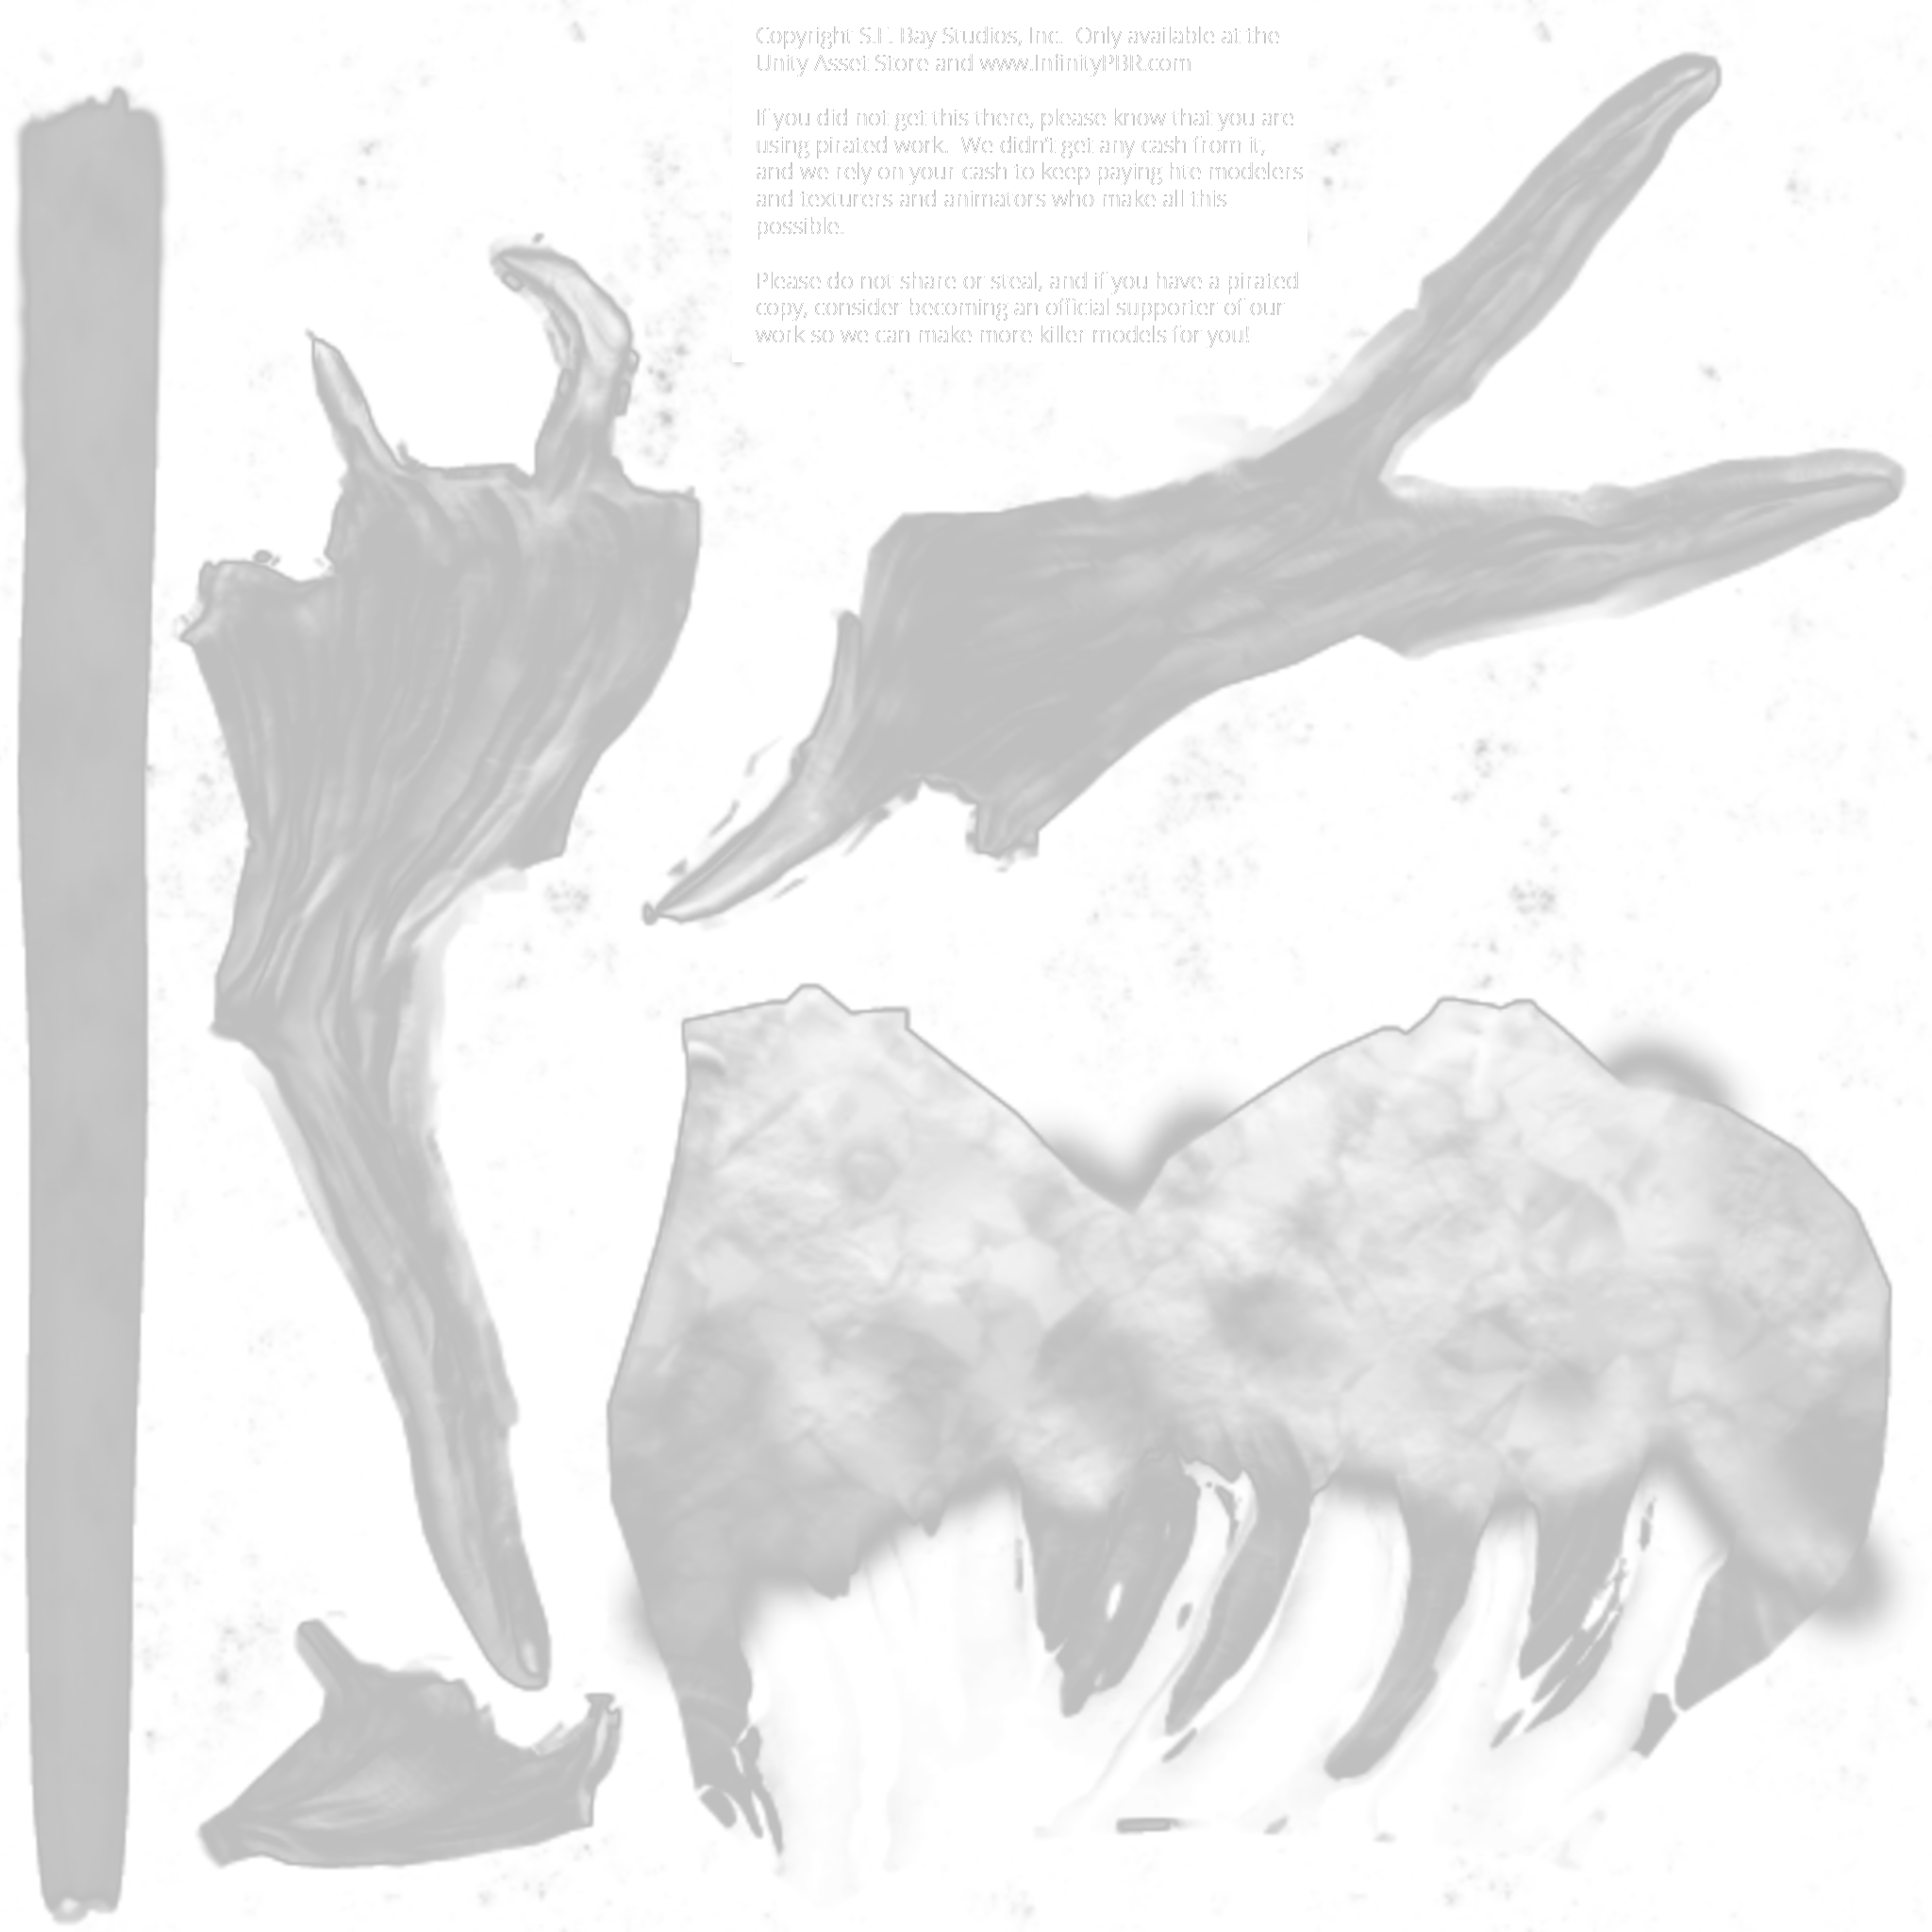 Copyright S.F. Bay Studios, Inc.  Only available at the
Unity Asset Store and www.InfinityPBR.com
If you did not get this there, please know that you are
using pirated work.  We didn't get any cash from it,
and we rely on your cash to keep paying hte modelers
and texturers and animators who make all this
possible.
Please do not share or steal, and if you have a pirated
copy, consider becoming an official supporter of our
work so we can make more killer models for you!